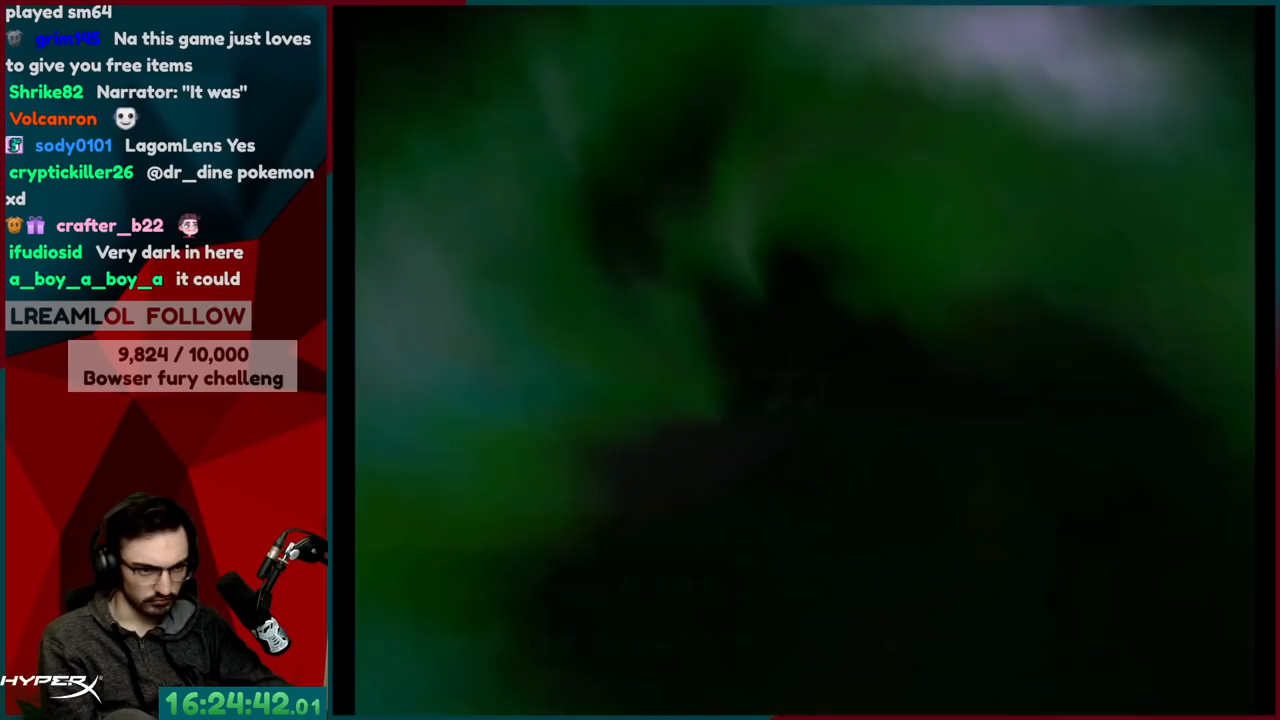 played sm64
grim145 Na this game just loves
to give you free items
Shrike82 Narrator: "It was"
Volcanron
sody0101 LagomLens Yes
cryptickiller26 @dr_dine pokemon
xd
crafter_b22
ifudiosid Very dark in here
a_boy_a_boy_a it could
LREAMLOL FOLLOW
9,824 / 10,000
Bowser fury challeng
HYPERX
16:24:42.01